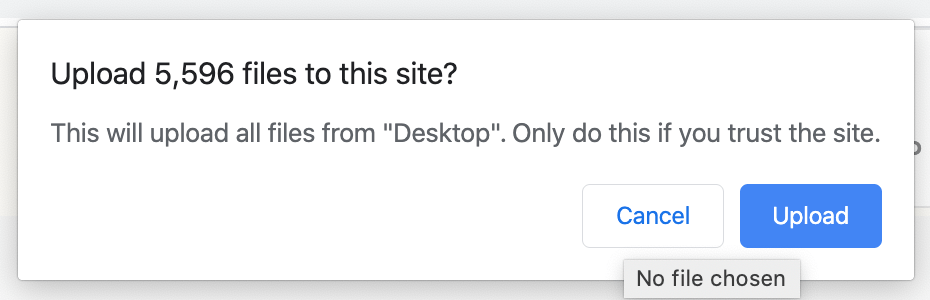 Upload 5,596 files to this site?
This will upload all files from "Desktop". Only do this if you trust the site.
Cancel
Upload
No file chosen